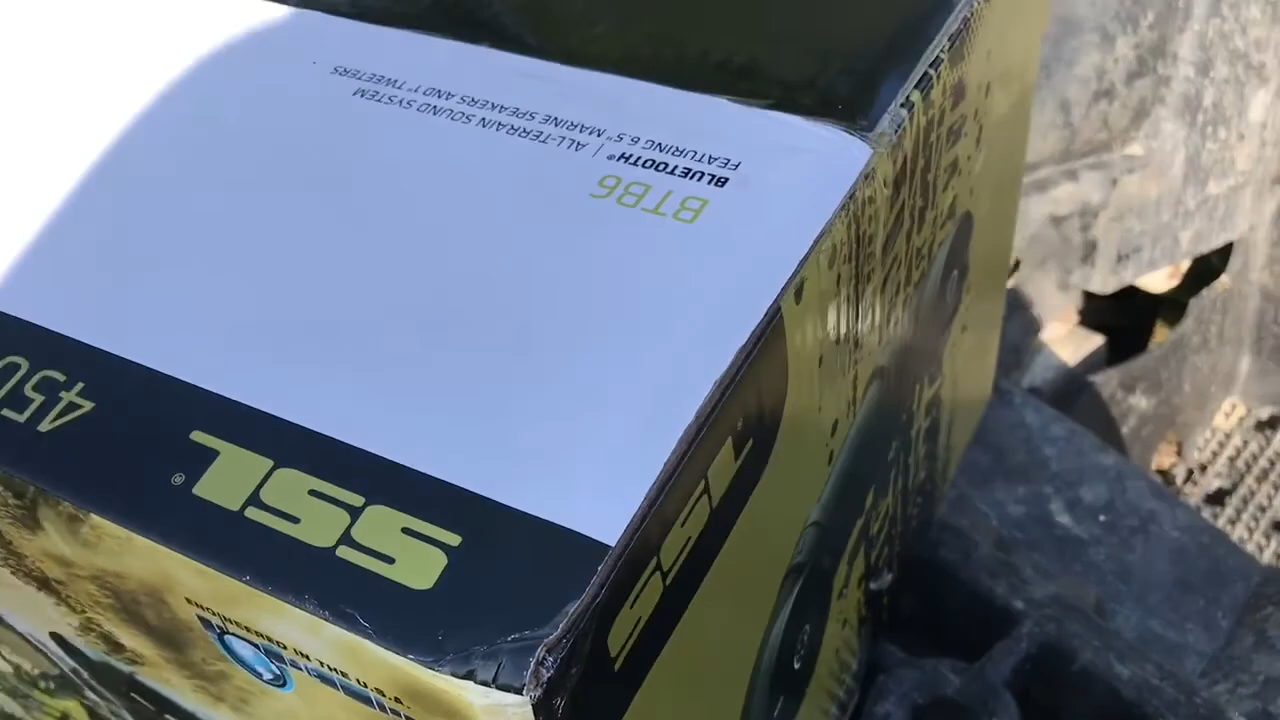 BTB6
BLUETOOTH® | ALL-TERRAIN SOUND SYSTEM
FEATURING 6.5" MARINE SPEAKERS AND 1" TWEETERS
SSL®
450
ENGINEERED IN THE U.S.A.
SSL